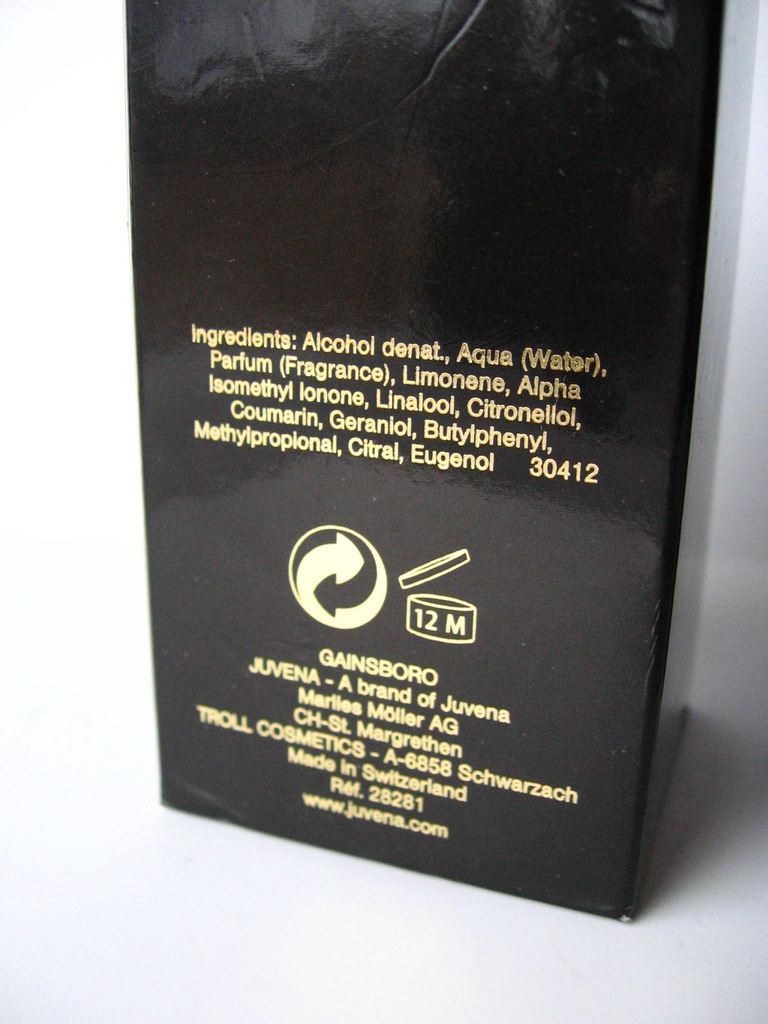 Ingredients: Alcohol denat., Aqua (Water),
Parfum (Fragrance), Limonene, Alpha
Isomethyl Ionone, Linalool, Citronellol,
Coumarin, Geraniol, Butylphenyl,
Methylpropional, Citral, Eugenol 30412
12 M
GAINSBORO
JUVENA - A brand of Juvena
Marlies Möller AG
CH-St. Margrethen
TROLL COSMETICS - A-6858 Schwarzach
Made in Switzerland
Réf. 28281
www.juvena.com